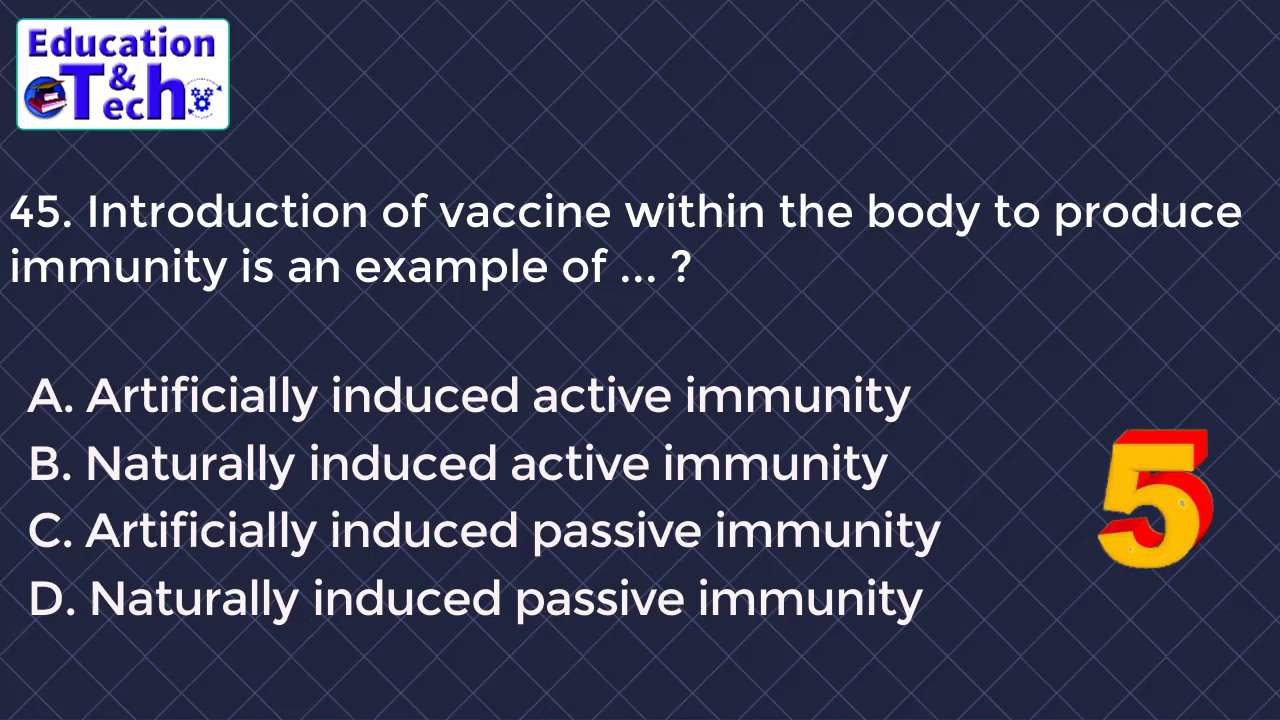 Education
&
Tech
45. Introduction of vaccine within the body to produce
immunity is an example of ... ?
A. Artificially induced active immunity
B. Naturally induced active immunity
C. Artificially induced passive immunity
D. Naturally induced passive immunity
5